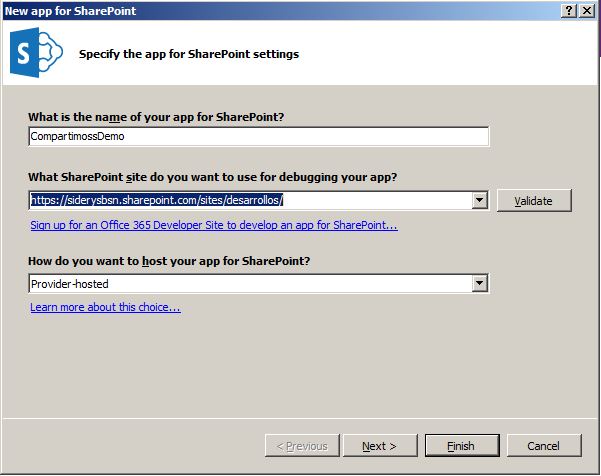 New app for SharePoint
S
Specify the app for SharePoint settings
What is the name of your app for SharePoint?
CompartimossDemo
What SharePoint site do you want to use for debugging your app?
https://siderysbsn.sharepoint.com/sites/desarrollos/
Validate
Sign up for an Office 365 Developer Site to develop an app for SharePoint...
How do you want to host your app for SharePoint?
Provider-hosted
Learn more about this choice...
< Previous Next > Finish Cancel